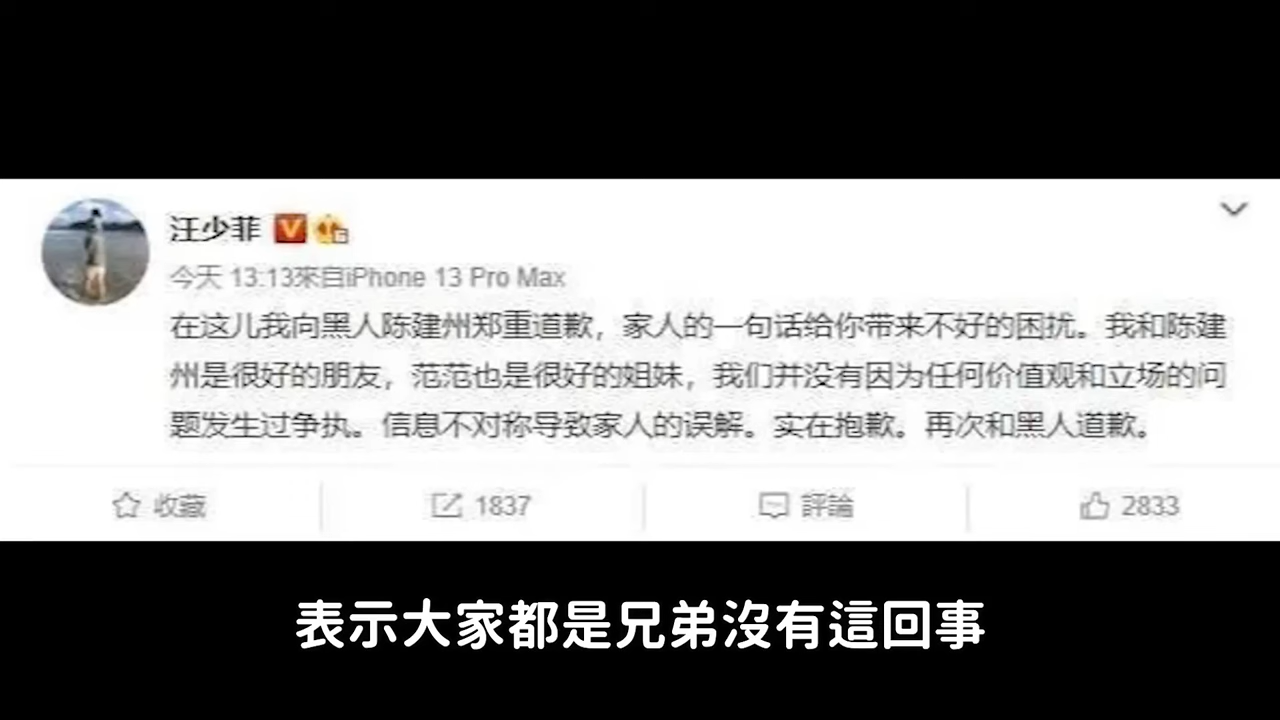 汪少菲
今天 13:13來自iPhone 13 Pro Max
在这儿我向黑人陈建州郑重道歉，家人的一句话给你带来不好的困扰。我和陈建
州是很好的朋友，范范也是很好的姐妹，我们并没有因为任何价值观和立场的问
题发生过争执。信息不对称导致家人的误解。实在抱歉。再次和黑人道歉。
收藏 1837 評論 2833
表示大家都是兄弟沒有這回事